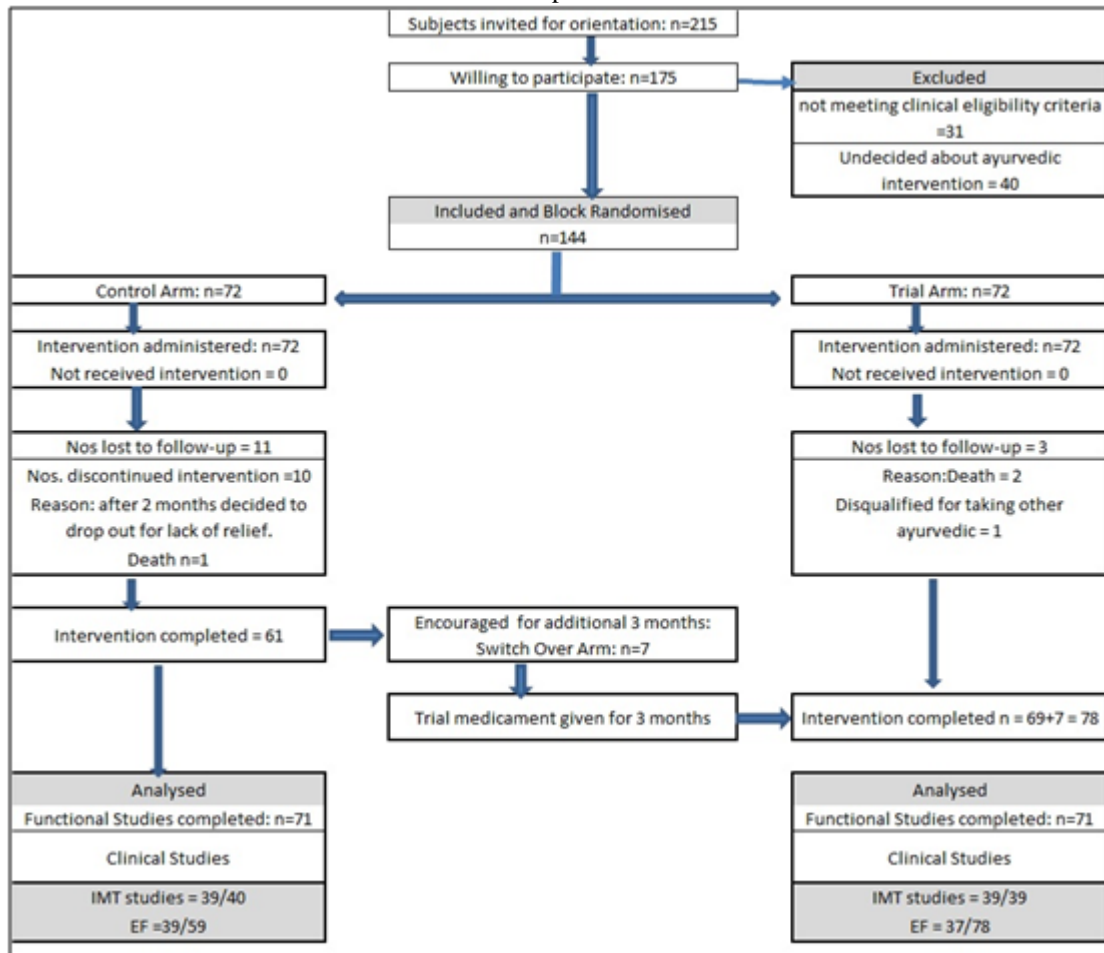 Subjects invited for orientation: n=215
Willing to participate: n=175
Excluded
not meeting clinical eligibility criteria
=31
Undecided about ayurvedic
intervention = 40
Included and Block Randomised
n=144
Control Arm: n=72
Trial Arm: n=72
Intervention administered: n=72
Not received intervention = 0
Intervention administered: n=72
Not received intervention = 0
Nos lost to follow-up = 11
Nos. discontinued intervention =10
Reason: after 2 months decided to
drop out for lack of relief.
Death n=1
Nos lost to follow-up = 3
Reason:Death = 2
Disqualified for taking other
ayurvedic = 1
Intervention completed = 61
Encouraged for additional 3 months:
Switch Over Arm: n=7
Trial medicament given for 3 months
Intervention completed n = 69+7 = 78
Analysed
Functional Studies completed: n=71
Clinical Studies
IMT studies = 39/40
EF =39/59
Analysed
Functional Studies completed: n=71
Clinical Studies
IMT studies = 39/39
EF = 37/78